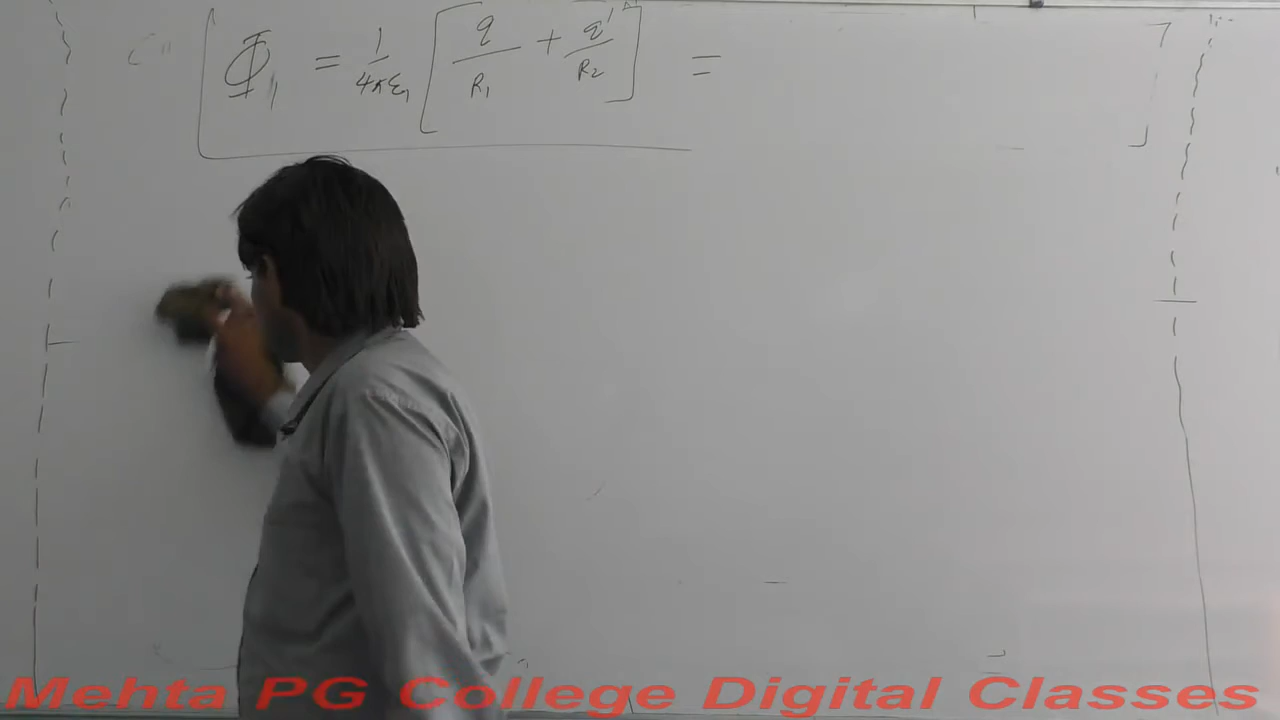 Φ₁ = 1/4πε₁ [ q/R₁ + q'/R₂ ] =
Mehta PG College Digital Classes